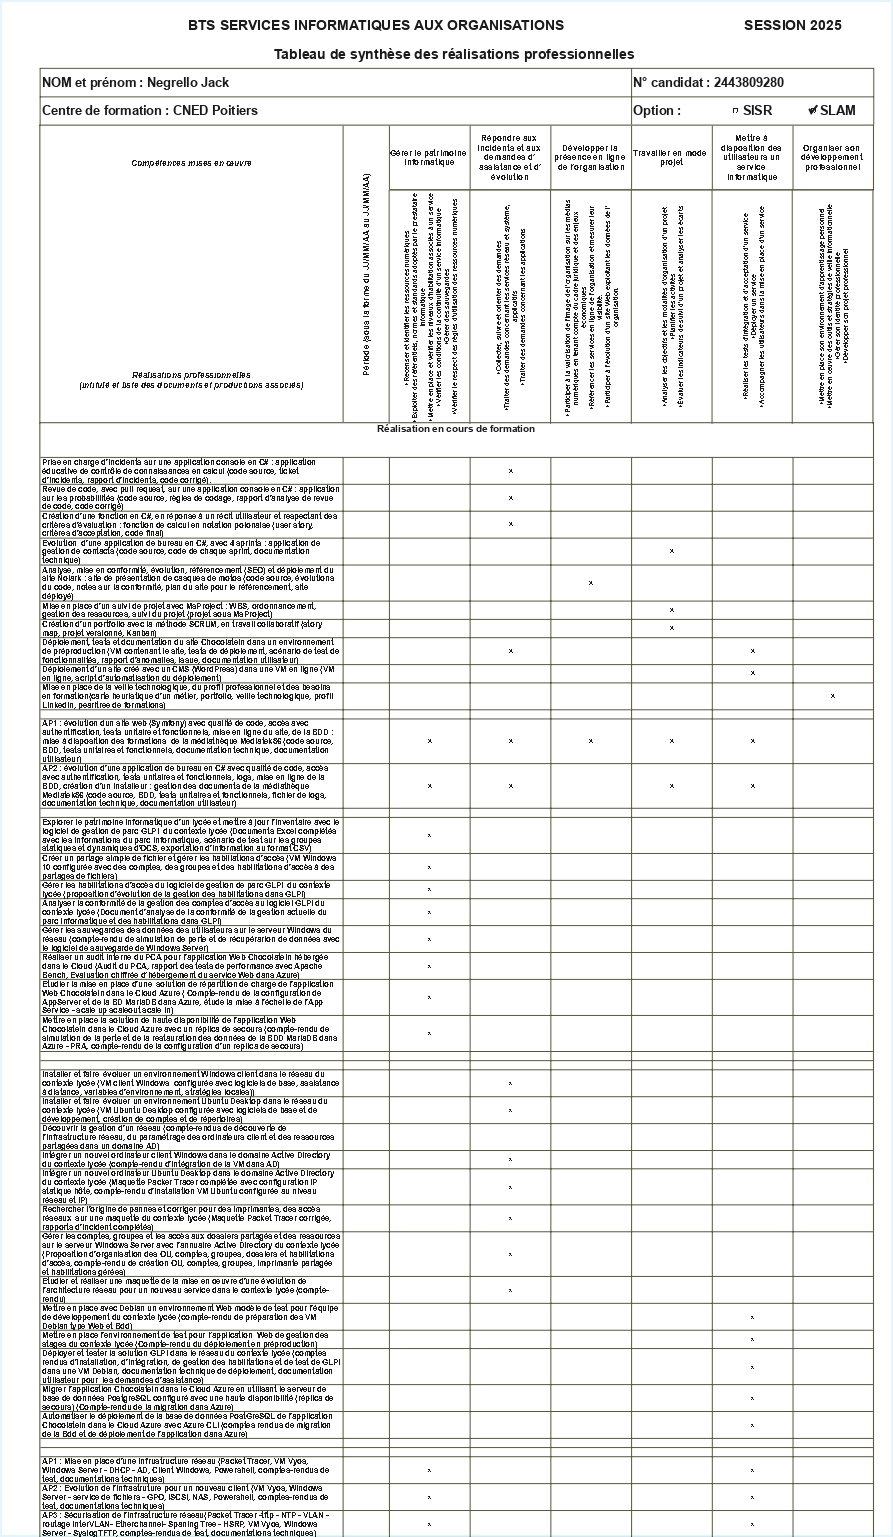 BTS SERVICES INFORMATIQUES AUX ORGANISATIONS SESSION 2025
Tableau de synthèse des réalisations professionnelles
NOM et prénom : Negrello Jack N° candidat : 2443809280
Centre de formation : CNED Poitiers Option : SISR SLAM
Compétences mises en œuvre
Réalisations professionnelles
(intitulé et liste des documents et productions associés)
Période (sous la forme du JJ/MM/AA au JJ/MM/AA)
Gérer le patrimoine
informatique
Répondre aux
incidents et aux
demandes d'
assistance et d'
évolution
Développer la
présence en ligne
de l'organisation
Travailler en mode
projet
Mettre à
disposition des
utilisateurs un
service
informatique
Organiser son
développement
professionnel
•Recenser et identifier les ressources numériques
•Exploiter des référentiels, normes et standards adoptés par le prestataire
informatique
•Mettre en place et vérifier les niveaux d'habilitation associés à un service
•Vérifier les conditions de la continuité d'un service informatique
•Gérer des sauvegardes
•Vérifier le respect des règles d'utilisation des ressources numériques
•Collecter, suivre et orienter des demandes
•Traiter des demandes concernant les services réseau et système,
applicatifs
•Traiter des demandes concernant les applications
•Participer à la valorisation de l'image de l'organisation sur les médias
numériques en tenant compte du cadre juridique et des enjeux
économiques
•Référencer les services en ligne de l'organisation et mesurer leur
visibilité.
•Participer à l'évolution d'un site Web exploitant les données de l'
organisation.
•Analyser les objectifs et les modalités d'organisation d'un projet
•Planifier les activités
•Évaluer les indicateurs de suivi d'un projet et analyser les écarts
•Réaliser les tests d'intégration et d'acceptation d'un service
•Déployer un service
•Accompagner les utilisateurs dans la mise en place d'un service
•Mettre en place son environnement d'apprentissage personnel
•Mettre en œuvre des outils et stratégies de veille informationnelle
•Gérer son identité professionnelle
•Développer son projet professionnel
Réalisation en cours de formation
Prise en charge d'incidents sur une application console en C# : application
éducative de contrôle de connaissances en calcul (code source, ticket
d'incidents, rapport d'incidents, code corrigé).
x
Revue de code, avec pull request, sur une application console en C# : application
sur les probabilités (code source, règles de codage, rapport d'analyse de revue
de code, code corrigé)
x
Création d'une fonction en C#, en réponse à un récit utilisateur et respectant des
critères d'évaluation : fonction de calcul en notation polonaise (user story,
critères d'acceptation, code final)
x
Evolution d'une application de bureau en C#, avec 4 sprints : application de
gestion de contacts (code source, code de chaque sprint, documentation
technique)
x
Analyse, mise en conformité, évolution, référencement (SEO) et déploiement du
site Nolark : site de présentation de casques de motos (code source, évolutions
du code, notes sur la conformité, plan du site pour le référencement, site
déployé)
x
Mise en place d'un suivi de projet avec MsProject : WBS, ordonnancement,
gestion des ressources, suivi du projet (projet sous MsProject)
x
Création d'un portfolio avec la méthode SCRUM, en travail collaboratif (story
map, projet versionné, Kanban)
x
Déploiement, tests et dcumentation du site Chocolatein dans un environnement
de préproduction (VM contenant le site, tests de déploiement, scénario de test de
fonctionnalités, rapport d'anomalies, issue, documentation utilisateur)
x x
Déploiement d'un site créé avec un CMS (WordPress) dans une VM en ligne (VM
en ligne, script d'automatisation du déploiement)
x
Mise en place de la veille technologique, du profil professionnel et des besoins
en formation(carte heuristique d'un métier, portfolio, veille technologique, profil
Linkedin, pearltree de formations)
x
AP1 : évolution dun site web (Symfony) avec qualité de code, accès avec
authentification, tests unitaire et fonctionnels, mise en ligne du site, de la BDD :
mise à disposition des formations de la médiathèque Mediatek86 (code source,
BDD, tests unitaires et fonctionnels, documentation technique, documentation
utilisateur)
x x x x x
AP2 : évolution d'une application de bureau en C# avec qualité de code, accès
avec authentification, tests unitaires et fonctionnels, logs, mise en ligne de la
BDD, création d'un installeur : gestion des documents de la médiathèque
Mediatek86 (code source, BDD, tests unitaires et fonctionnels, fichier de logs,
documentation technique, documentation utilisateur)
x x x x
Explorer le patrimoine informatique d'un lycée et mettre à jour l'inventaire avec le
logiciel de gestion de parc GLPI du contexte lycée (Documents Excel complétés
avec les informations du parc informatique, scénario de test sur les groupes
statiques et dynamiques d'OCS, exportation d'information au format CSV)
x
Créer un partage simple de fichier et gérer les habiliations d'accès (VM Windows
10 configurée avec des comptes, des groupes et des habilitations d'accès à des
partages de fichiers)
x
Gérer les habilitations d'accès du logiciel de gestion de parc GLPI du contexte
lycée (proposition d'évolution de la gestion des habilitations dans GLPI)
x
Analyser la conformité de la gestion des comptes d'accès au logiciel GLPI du
contexte lycée (Document d'analyse de la conformité de la gestion actuelle du
parc informatique et des habilitations dans GLPI)
x
Gérer les sauvegardes des données des utilisateurs sur le serveur Windows du
réseau (compte-rendu de simulation de perte et de récupération de données avec
le logiciel de sauvegarde de Windows Server)
x
Réaliser un audit interne du PCA pour l'application Web Chocolatein hébergée
dans le Cloud (Audit du PCA, rapport des tests de performance avec Apache
Bench, Evaluation chiffrée d'hébergement du service Web dans Azure)
x
Etudier la mise en place d'une solution de répartition de charge de l'application
Web Chocolatein dans le Cloud Azure ( Compte-rendu de la configuration de
AppServer et de la BD MariaDB dans Azure, étude la mise à l'échelle de l'App
Service - scale up scaleout scale in)
x
Mettre en place la solution de haute disponibilité de l'application Web
Chocolatein dans le Cloud Azure avec un réplica de secours (compte-rendu de
simulation de la perte et de la restauration des données de la BDD MariaDB dans
Azure - PRA, compte-rendu de la configuration d'un replica de secours)
x
Installer et faire évoluer un environnement Windows client dans le réseau du
contexte lycée (VM client Windows configurée avec logiciels de base, assistance
à distance, variables d'environnement, stratégies locales))
x
Installer et faire évoluer un environnement Ubuntu Desktop dans le réseau du
contexte lycée (VM Ubuntu Desktop configurée avec logiciels de base et de
développement, création de comptes et de répertoires)
x
Découvrir la gestion d'un réseau (compte-rendus de découverte de
l'infrastructure réseau, du paramétrage des ordinateurs client et des ressources
partagées dans un domaine AD)
Intégrer un nouvel ordinateur client Windows dans le domaine Active Directory
du contexte lycée (compte-rendu d'intégration de la VM dans AD)
x
Intégrer un nouvel ordinateur Ubuntu Desktop dans le domaine Active Directory
du contexte lycée (Maquette Packer Tracer complétée avec configuration IP
statique hôte, compte-rendu d'installation VM Ubuntu configurée au niveau
réseau et IP)
x
Rechercher l'origine de pannes et corriger pour des imprimantes, des accès
réseaux sur une maquette du contexte lycée (Maquette Packet Tracer corrigée,
rapports d'incident complétés)
x
Gérer les comptes, groupes et les accès aux dossiers partagés et des ressources
sur le serveur Windows Server avec l'annuaire Active Directory du contexte lycée
(Proposition d'organisation des OU, comptes, groupes, dossiers et habilitations
d'accès, compte-rendu de création OU, comptes, groupes, imprimante partagée
et habilitations gérées)
x
Etudier et réaliser une maquette de la mise en oeuvre d'une évolution de
l'architecture réseau pour un nouveau service dans le contexte lycée (compte-
rendu)
x
Mettre en place avec Debian un environnement Web modèle de test pour l'équipe
de développement du contexte lycée (compte-rendu de préparation des VM
Debian type Web et Bdd)
x
Mettre en place l'environnement de test pour l'application Web de gestion des
stages du contexte lycée (Compte-rendu du déploiement en préproduction)
x
Déployer et tester la solution GLPI dans le réseau du contexte lycée (comptes
rendus d'installation, d'intégration, de gestion des habilitations et de test de GLPI
dans une VM Debian, documentation technique de déploiement, documentation
utilisateur pour les demandes d'assistance)
x
Migrer l'application Chocolatein dans le Cloud Azure en utilisant le serveur de
base de données PostgreSQL configuré avec une haute disponibilité (réplica de
secours) (Compte-rendu de la migration dans Azure)
x
Automatiser le déploiement de la base de données PostGreSQL de l'application
Chocolatein dans le Cloud Azure avec Azure CLI (comptes rendus de migration
de la Bdd et de déploiement de l'application dans Azure)
x
AP1 : Mise en place d'une infrastructure réseau (Packet Tracer, VM Vyos,
Windows Server - DHCP - AD, Client Windows, Powershell, comptes-rendus de
test, documentations techniques)
x x
AP2 : Evolution de l'infrastruture pour un nouveau client (VM Vyos, Windows
Server - service de fichiers - GPO, ISCSI, NAS, Powershell, comptes-rendus de
test, documentations techniques)
x x
AP3 : Sécurisation de l'infrastructure réseau(Packet Tracer -tftp - NTP - VLAN -
routage InterVLAN- Etherchannel- Spaning Tree - HSRP, VM Vyos, Windows
Server - SyslogTFTP, comptes-rendus de test, documentations techniques)
x x